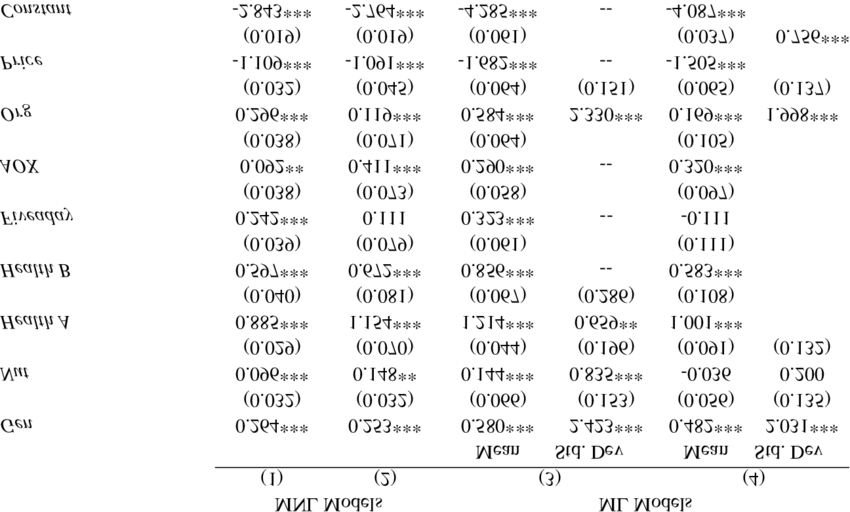 MNL Models ML Models
(1) (2) (3) (4)
Mean Std. Dev Mean Std. Dev
Gen 0.264*** 0.253*** 0.580*** 2.423*** 0.482*** 2.031***
(0.032) (0.032) (0.066) (0.153) (0.056) (0.135)
Nut 0.096*** 0.148** 0.144*** 0.835*** -0.036 0.200
(0.029) (0.070) (0.044) (0.196) (0.091) (0.132)
Health A 0.885*** 1.154*** 1.214*** 0.659** 1.001***
(0.040) (0.081) (0.067) (0.286) (0.108)
Health B 0.597*** 0.672*** 0.856*** -- 0.583***
(0.039) (0.079) (0.061) (0.111)
Fiveaday 0.242*** 0.111 0.323*** -- -0.111
(0.038) (0.073) (0.058) (0.097)
AOX 0.092** 0.411*** 0.290*** -- 0.320***
(0.038) (0.071) (0.064) (0.105)
Org 0.296*** 0.119*** 0.584*** 2.330*** 0.169*** 1.998***
(0.032) (0.045) (0.064) (0.151) (0.065) (0.137)
Price -1.109*** -1.091*** -1.682*** -- -1.505***
(0.019) (0.019) (0.061) (0.037) 0.756***
Constant -2.843*** -2.764*** -4.285*** -- -4.087***